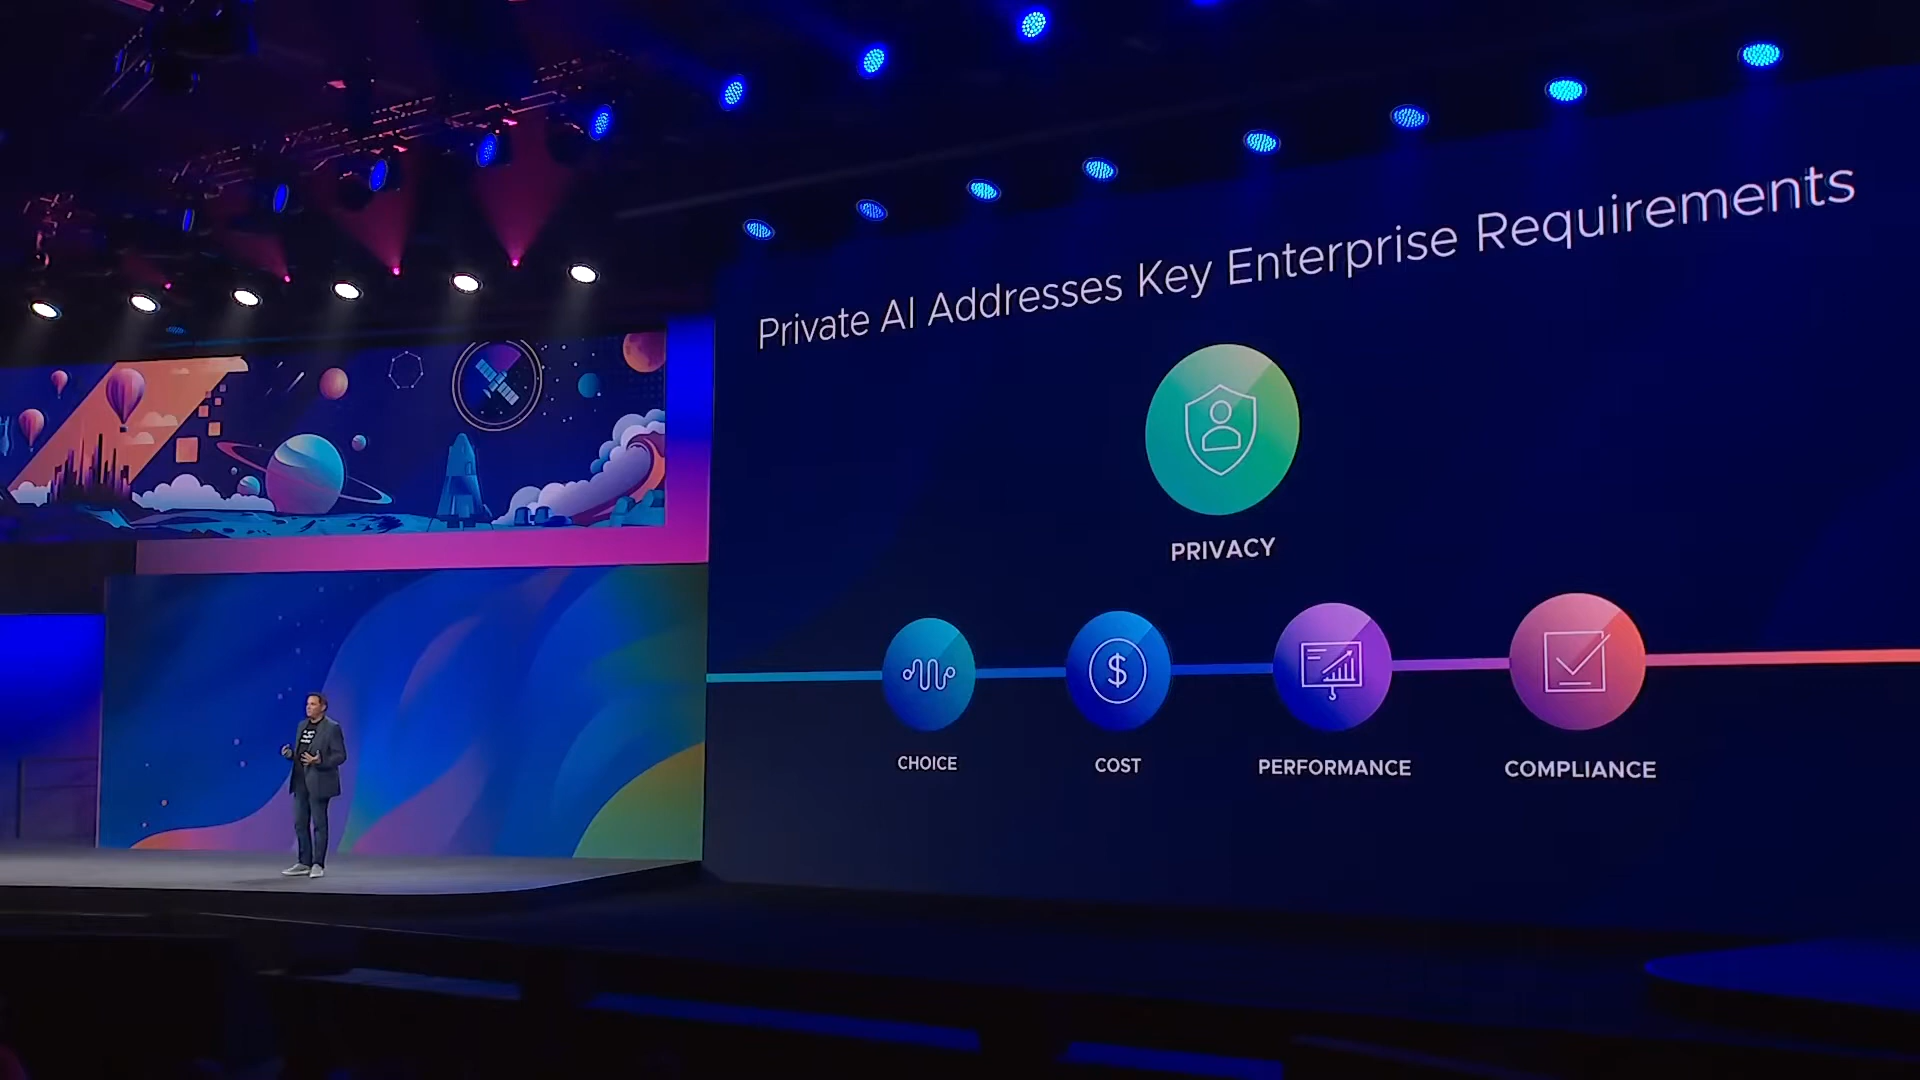 Private AI Addresses Key Enterprise Requirements
PRIVACY
CHOICE
COST
PERFORMANCE
COMPLIANCE